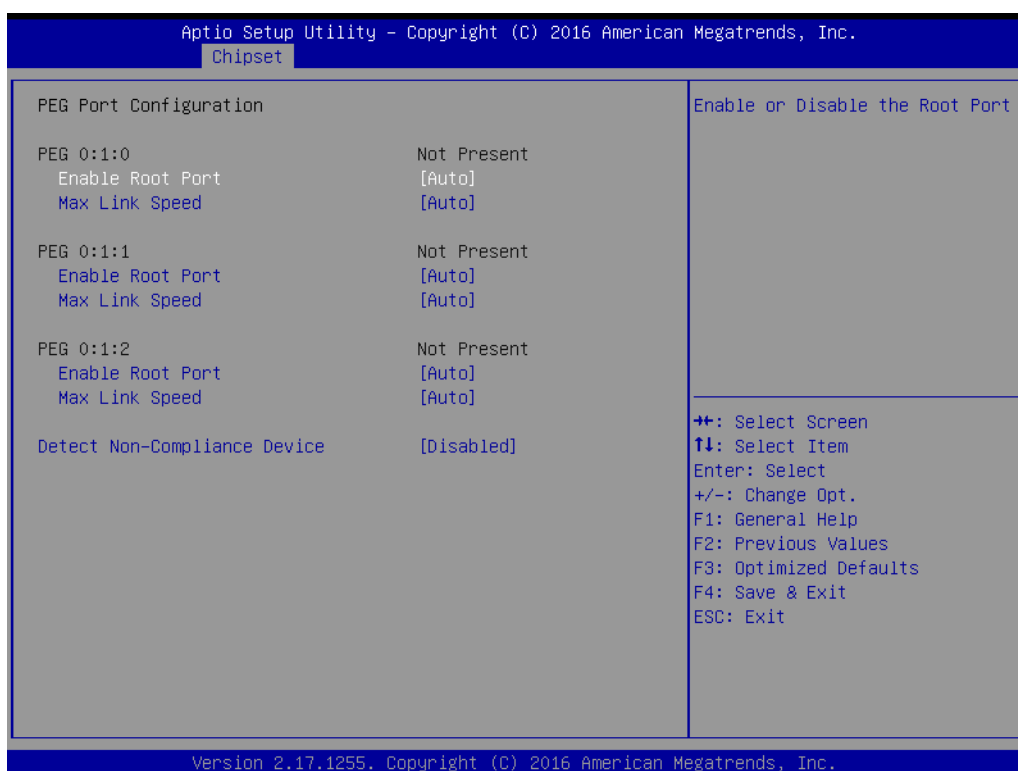 Aptio Setup Utility – Copyright (C) 2016 American Megatrends, Inc.
Chipset
PEG Port Configuration
Enable or Disable the Root Port
PEG 0:1:0 Not Present
Enable Root Port [Auto]
Max Link Speed [Auto]
PEG 0:1:1 Not Present
Enable Root Port [Auto]
Max Link Speed [Auto]
PEG 0:1:2 Not Present
Enable Root Port [Auto]
Max Link Speed [Auto]
Detect Non-Compliance Device [Disabled]
→←: Select Screen
↑↓: Select Item
Enter: Select
+/-: Change Opt.
F1: General Help
F2: Previous Values
F3: Optimized Defaults
F4: Save & Exit
ESC: Exit
Version 2.17.1255. Copyright (C) 2016 American Megatrends, Inc.